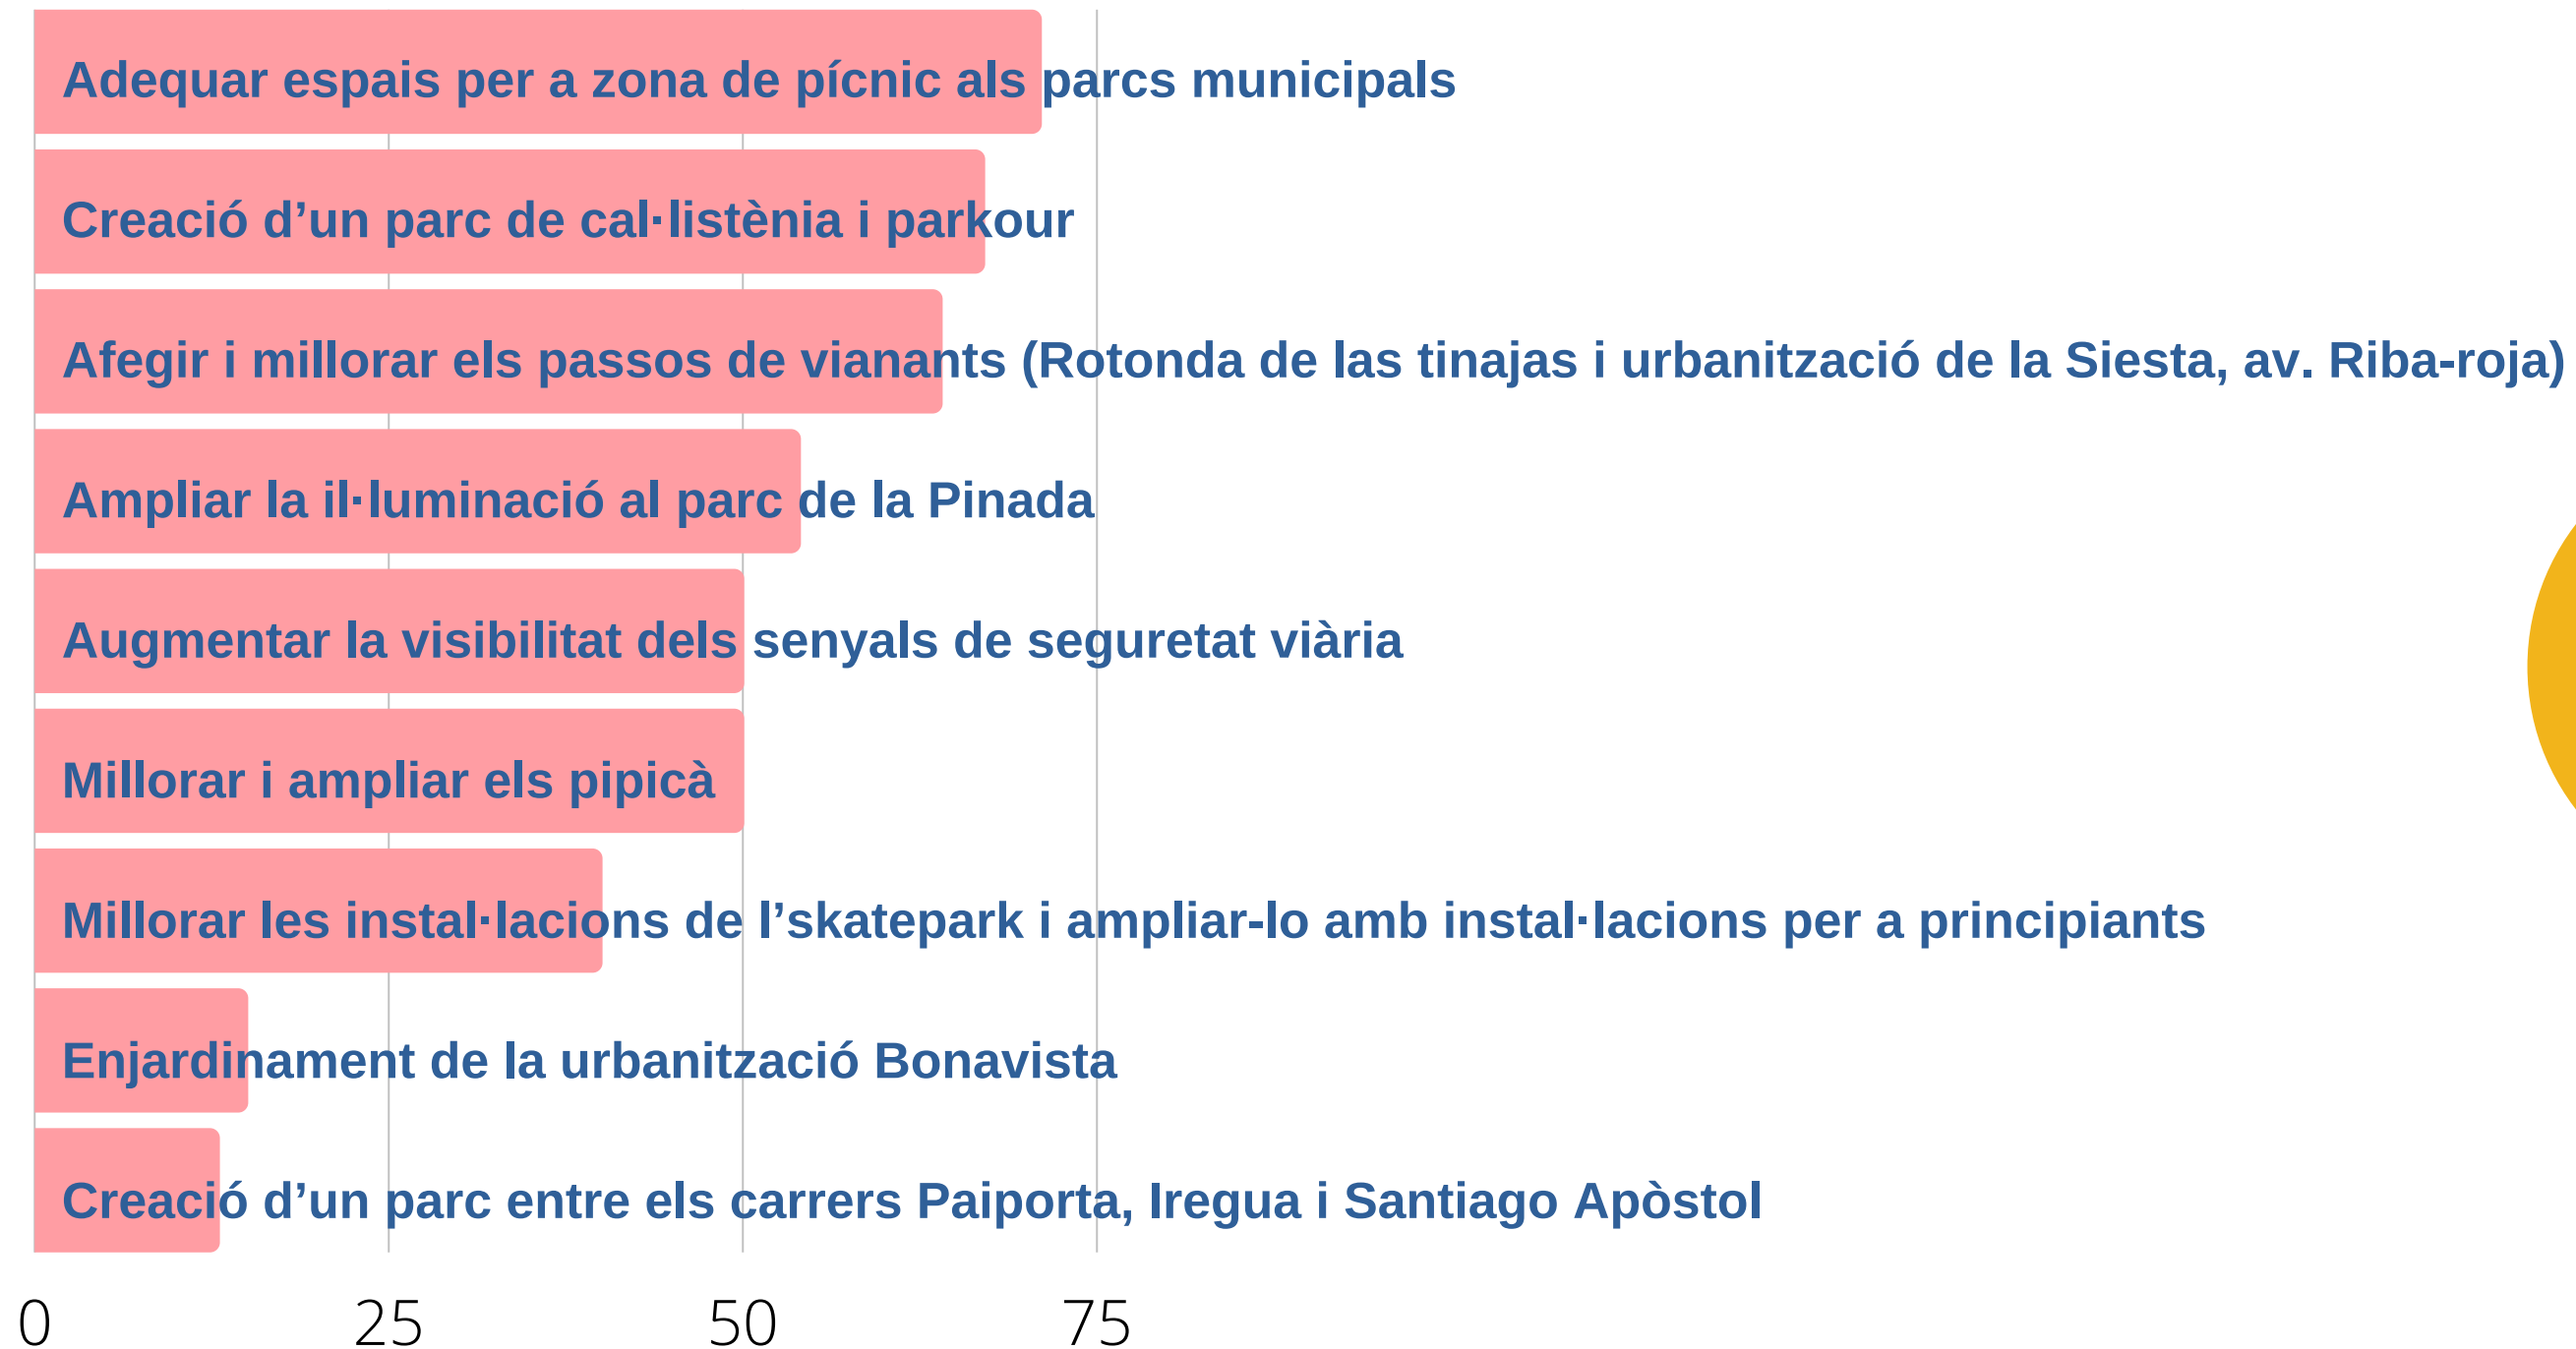 Adequar espais per a zona de pícnic als parcs municipals
Creació d’un parc de cal·listènia i parkour
Afegir i millorar els passos de vianants (Rotonda de las tinajas i urbanització de la Siesta, av. Riba-roja)
Ampliar la il·luminació al parc de la Pinada
Augmentar la visibilitat dels senyals de seguretat viària
Millorar i ampliar els pipicà
Millorar les instal·lacions de l’skatepark i ampliar-lo amb instal·lacions per a principiants
Enjardinament de la urbanització Bonavista
Creació d’un parc entre els carrers Paiporta, Iregua i Santiago Apòstol
0 25 50 75